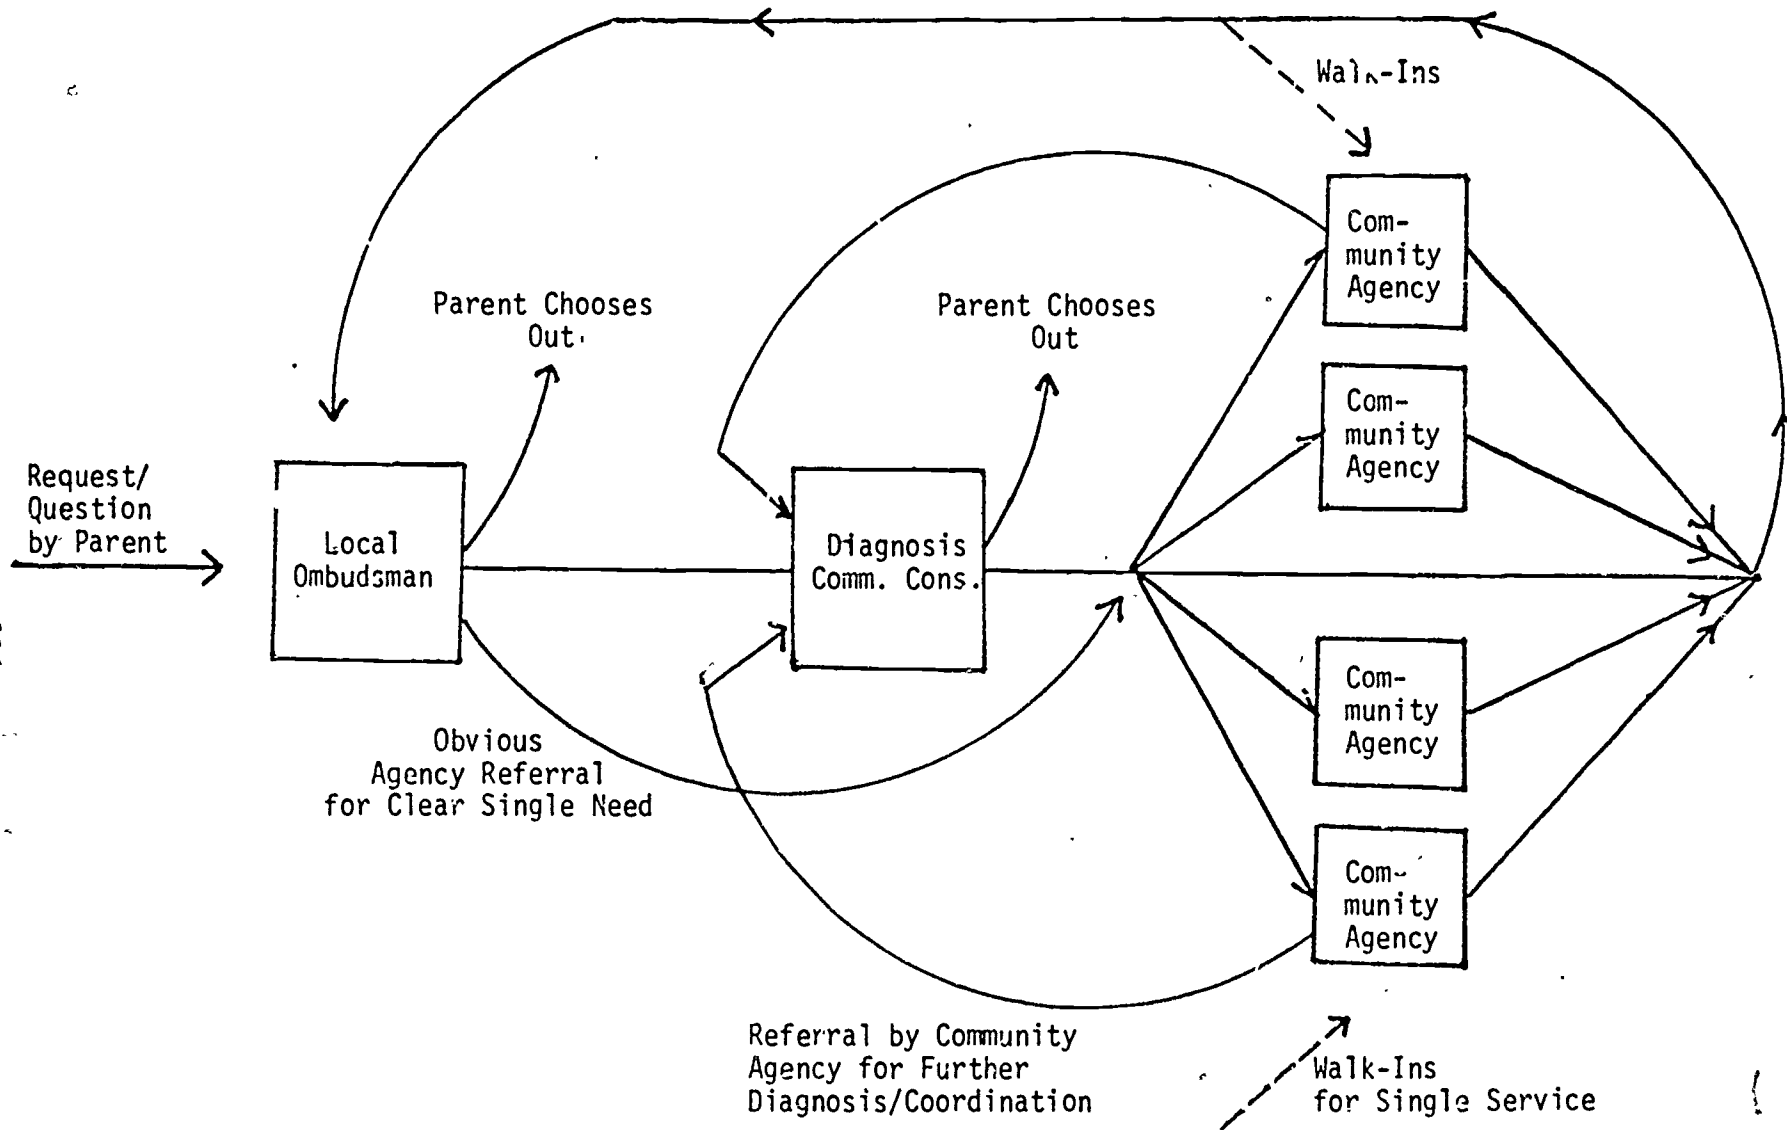 Walk-Ins
Com-
munity
Agency
Parent Chooses
Out
Parent Chooses
Out
Com-
munity
Agency
Request/
Question
by Parent
Local
Ombudsman
Diagnosis
Comm. Cons.
Com-
munity
Agency
Obvious
Agency Referral
for Clear Single Need
Com-
munity
Agency
Referral by Community
Agency for Further
Diagnosis/Coordination
Walk-Ins
for Single Service